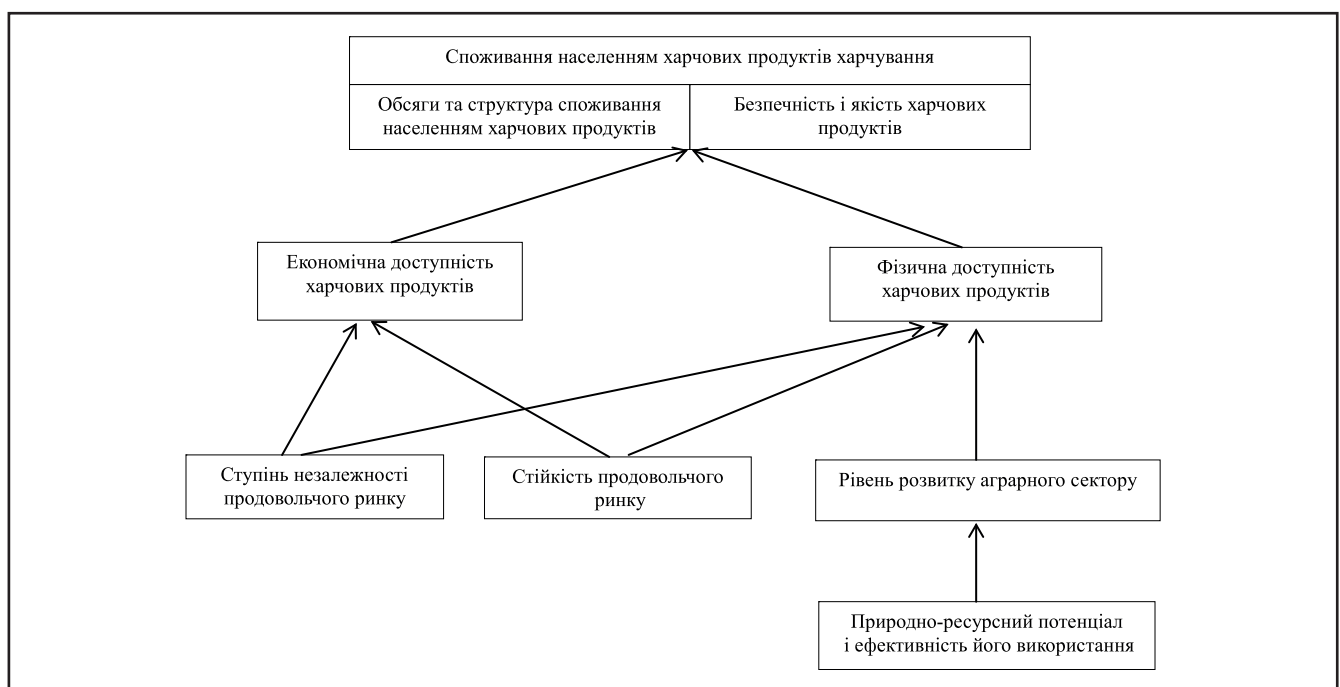 Споживання населенням харчових продуктів харчування
Обсяги та структура споживання
населенням харчових продуктів
Безпечність і якість харчових
продуктів
Економічна доступність
харчових продуктів
Фізична доступність
харчових продуктів
Ступінь незалежності
продовольчого ринку
Стійкість продовольчого
ринку
Рівень розвитку аграрного сектору
Природно-ресурсний потенціал
і ефективність його використання